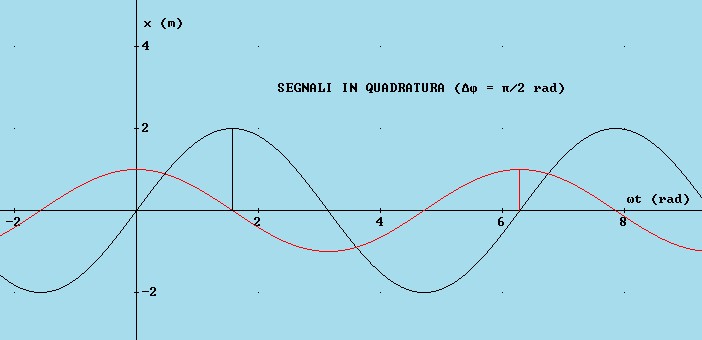 x (m)
4
SEGNALI IN QUADRATURA (Δφ = π/2 rad)
2
ωt (rad)
-2 2 4 6 8
-2